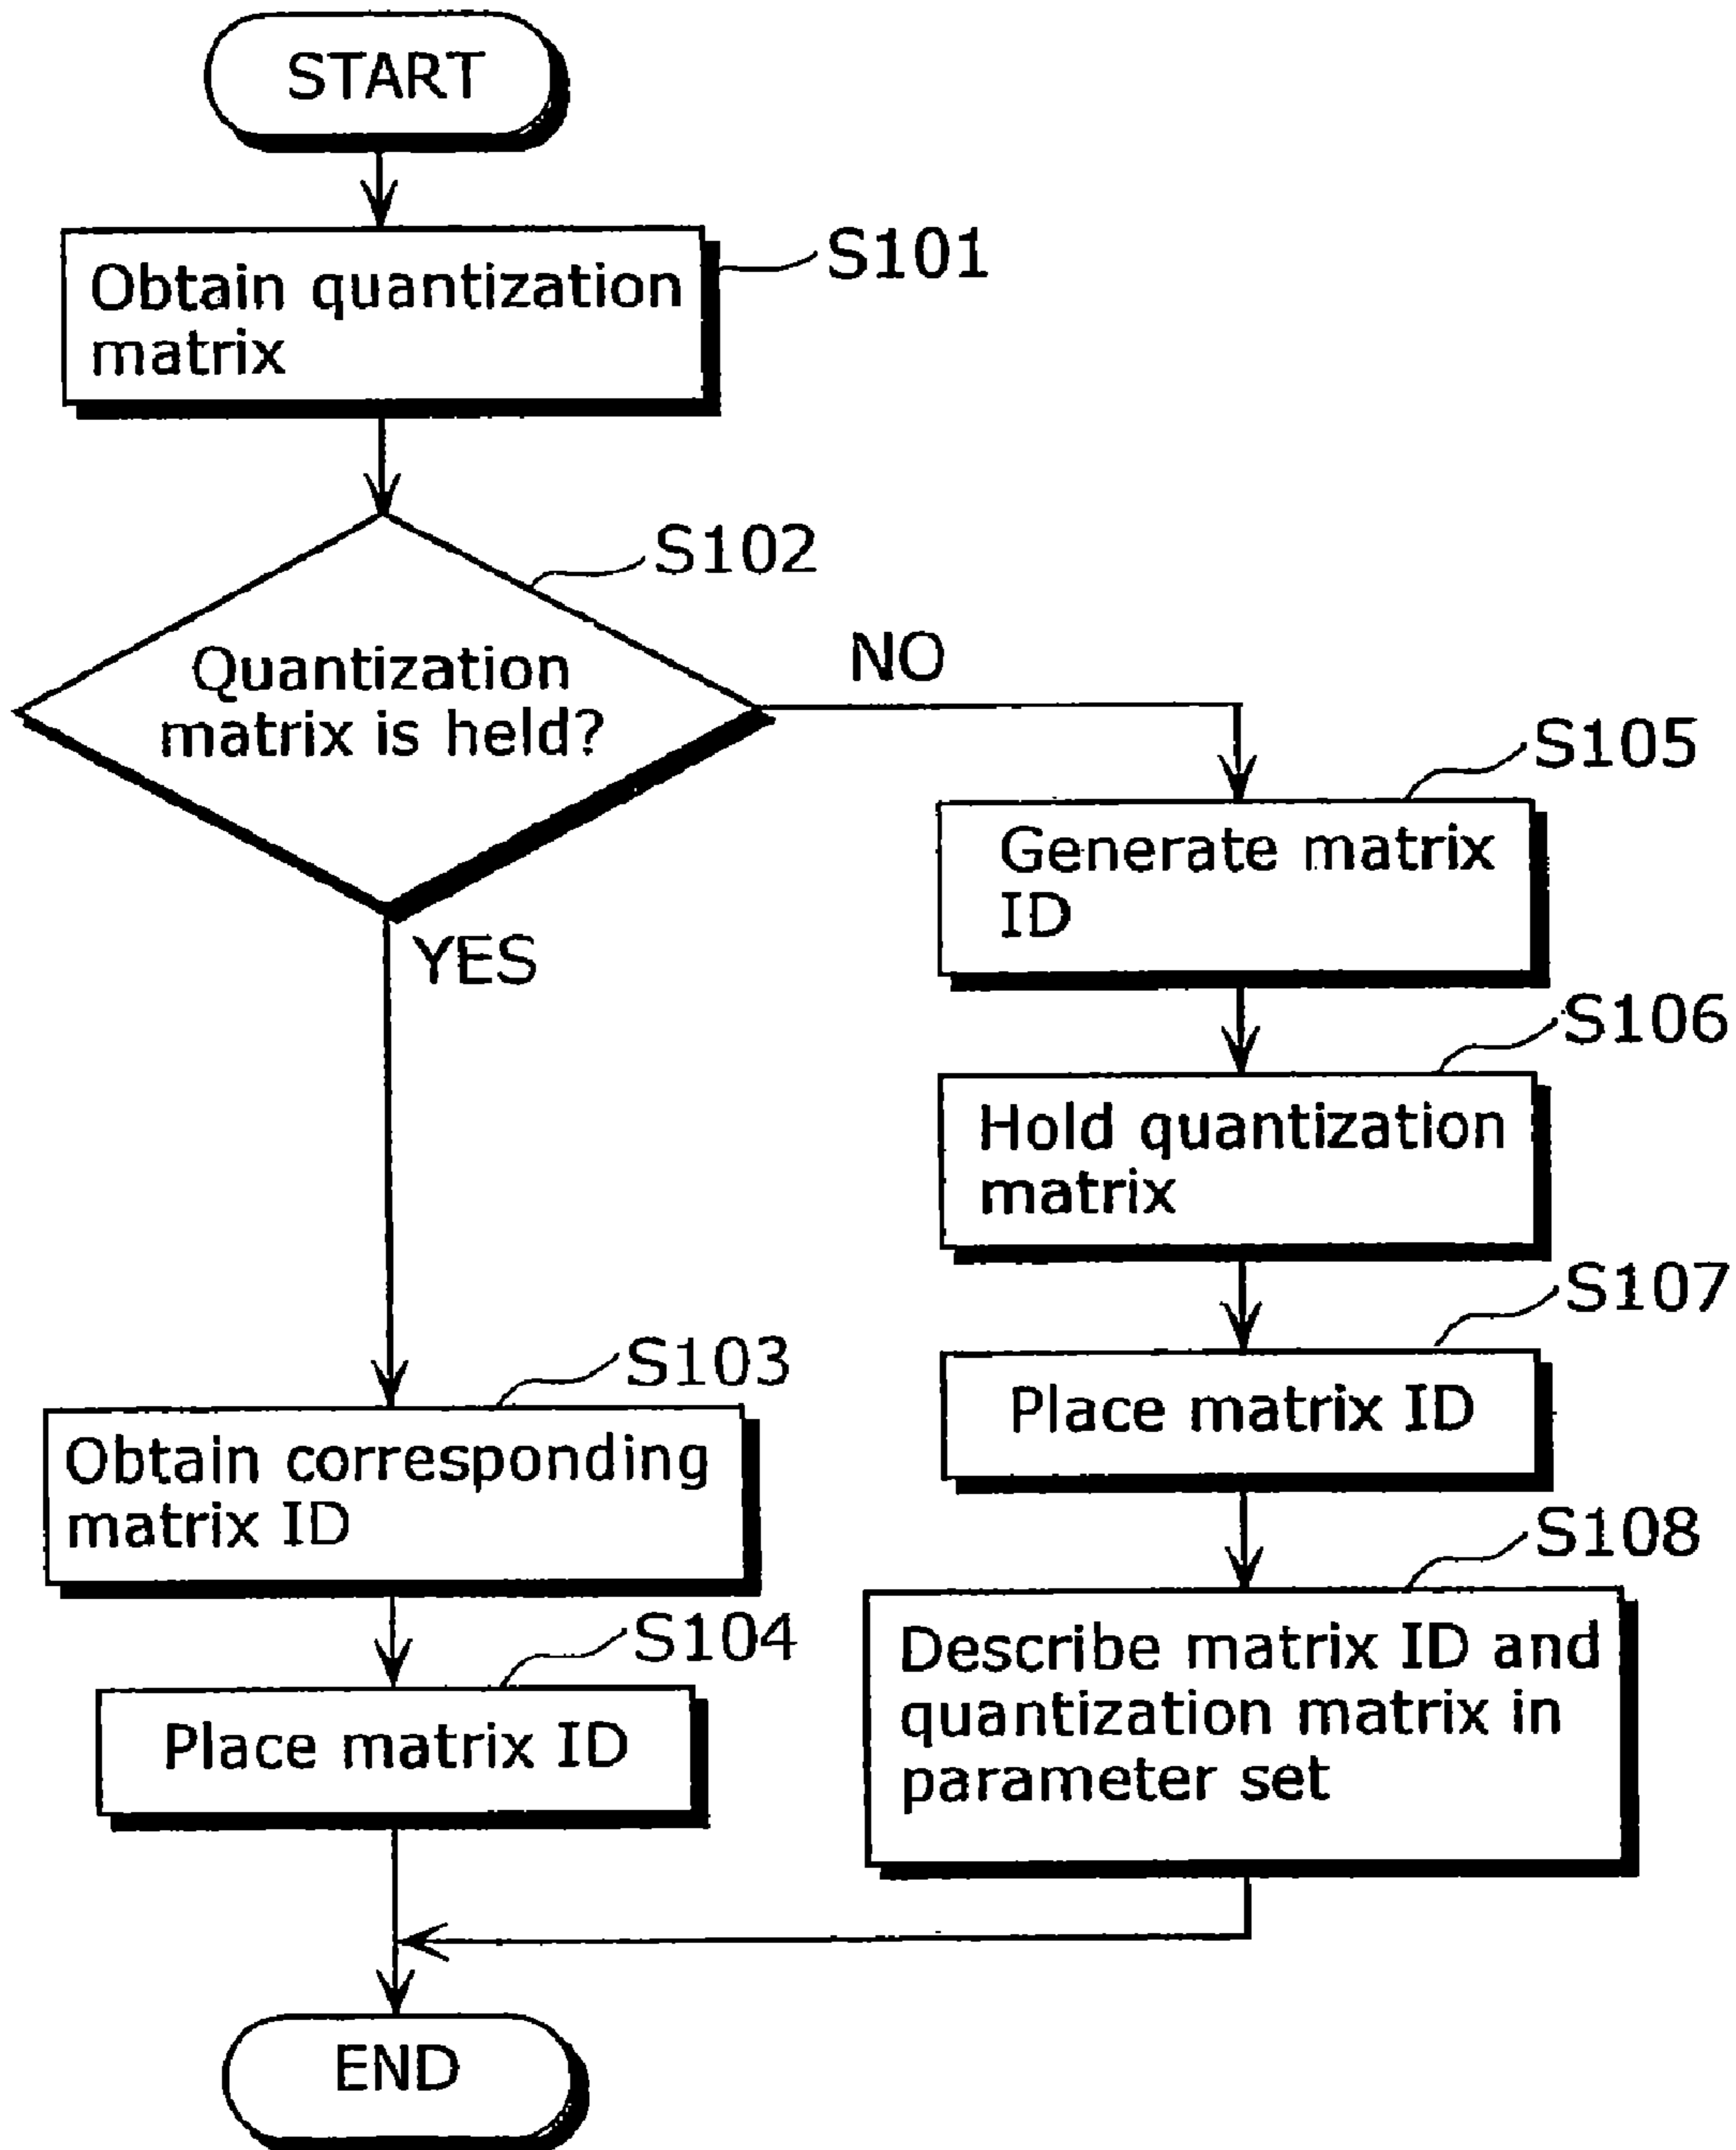 START
S101
Obtain quantization
matrix
S102
Quantization
matrix is held?
NO
YES
S105
Generate matrix
ID
S106
Hold quantization
matrix
S107
Place matrix ID
S103
Obtain corresponding
matrix ID
S104
Place matrix ID
S108
Describe matrix ID and
quantization matrix in
parameter set
END